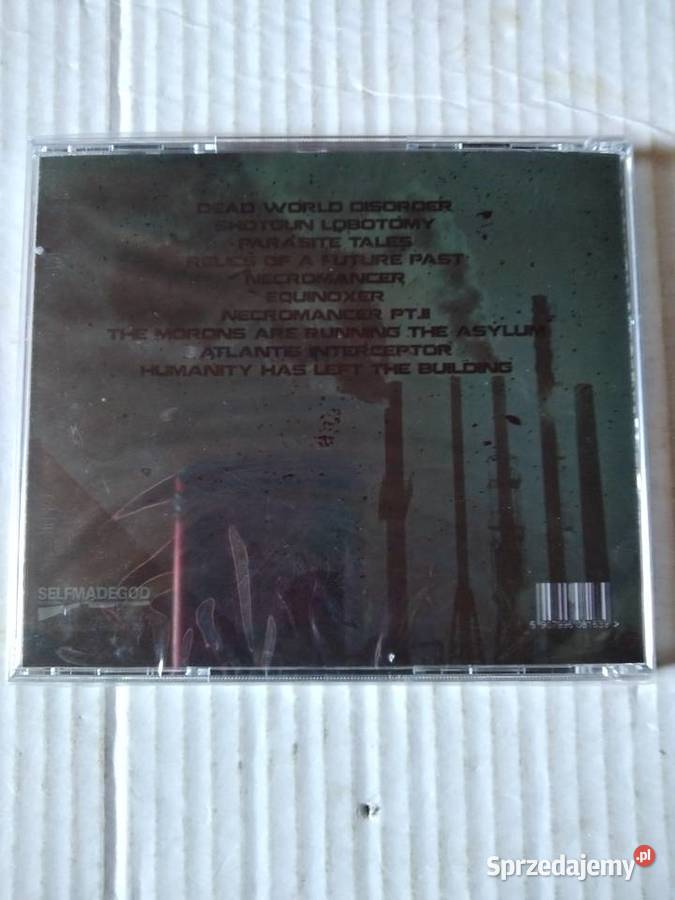 DEAD WORLD DISORDER
SHOTGUN LOBOTOMY
PARASITE TALES
RELICS OF A FUTURE PAST
NECROMANCER
EQUINOXER
NECROMANCER PT.II
THE MORONS ARE RUNNING THE ASYLUM
ATLANTIS INTERCEPTOR
HUMANITY HAS LEFT THE BUILDING
SELFMADEGOD
Sprzedajemy.pl